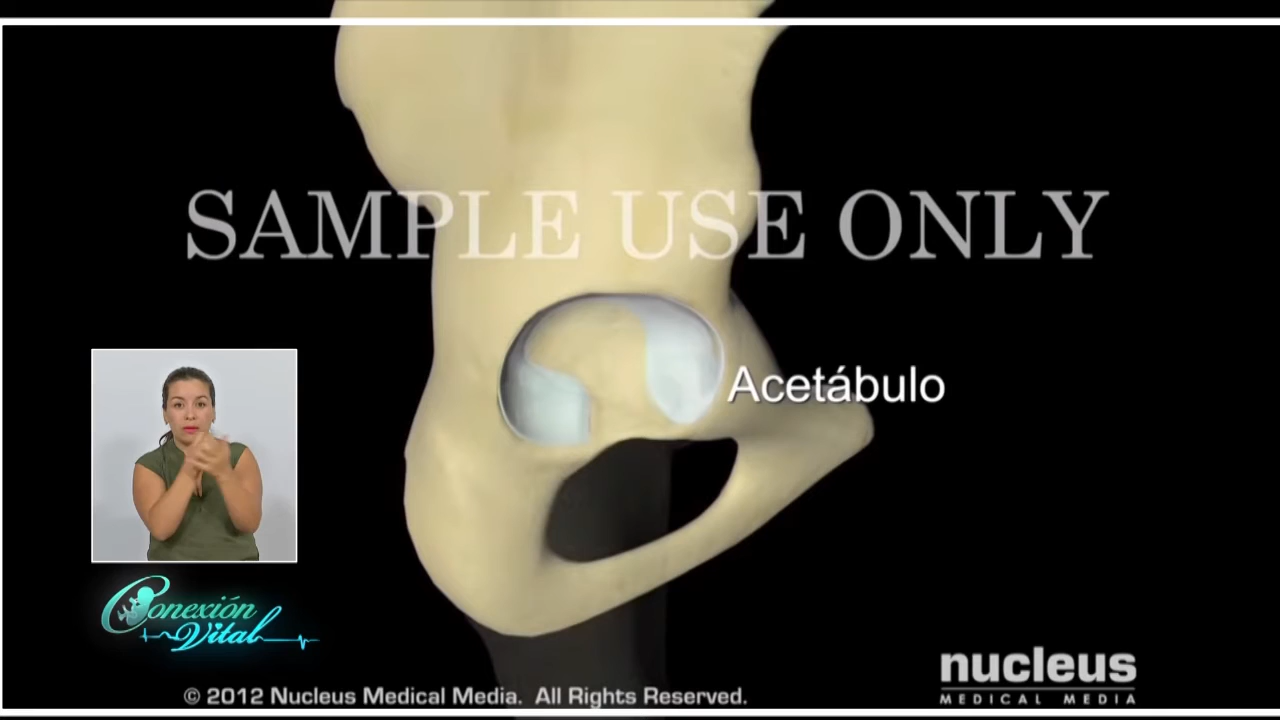 SAMPLE USE ONLY
Acetábulo
Conexión
Vital
nucleus
MEDICAL MEDIA
© 2012 Nucleus Medical Media. All Rights Reserved.